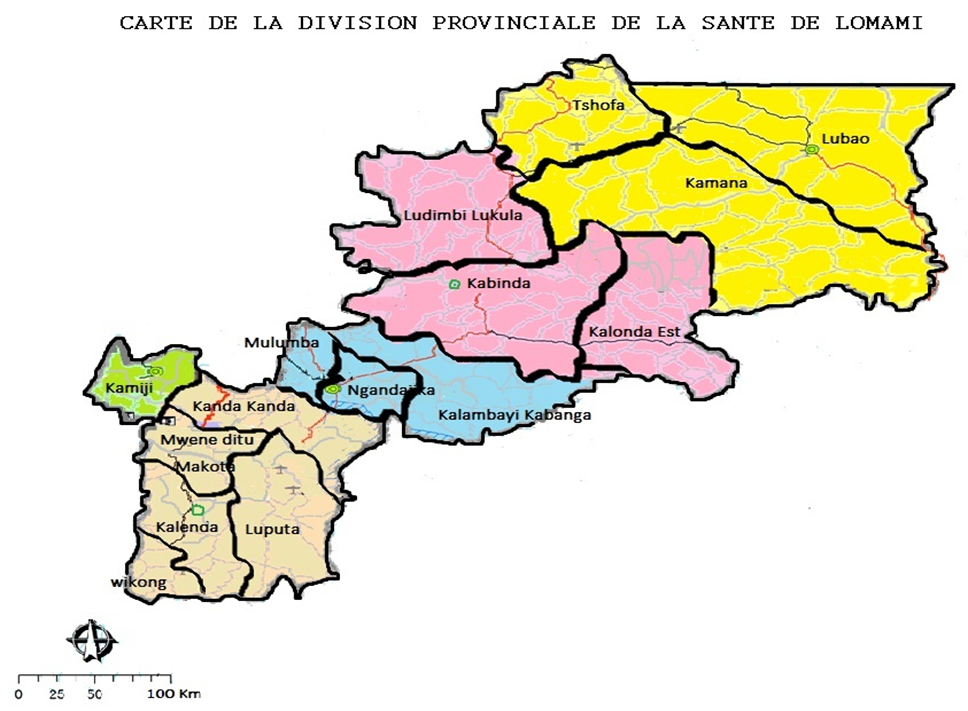 CARTE DE LA DIVISION PROVINCIALE DE LA SANTE DE LOMAMI
Tshofa
Lubao
Kamana
Ludimbi Lukula
Kabinda
Kalonda Est
Mulumba
Ngandajika
Kamiji
Kanda Kanda
Kalambayi Kabanga
Mwene ditu
Makota
Kalenda
Luputa
wikong
0 25 50 100 Km